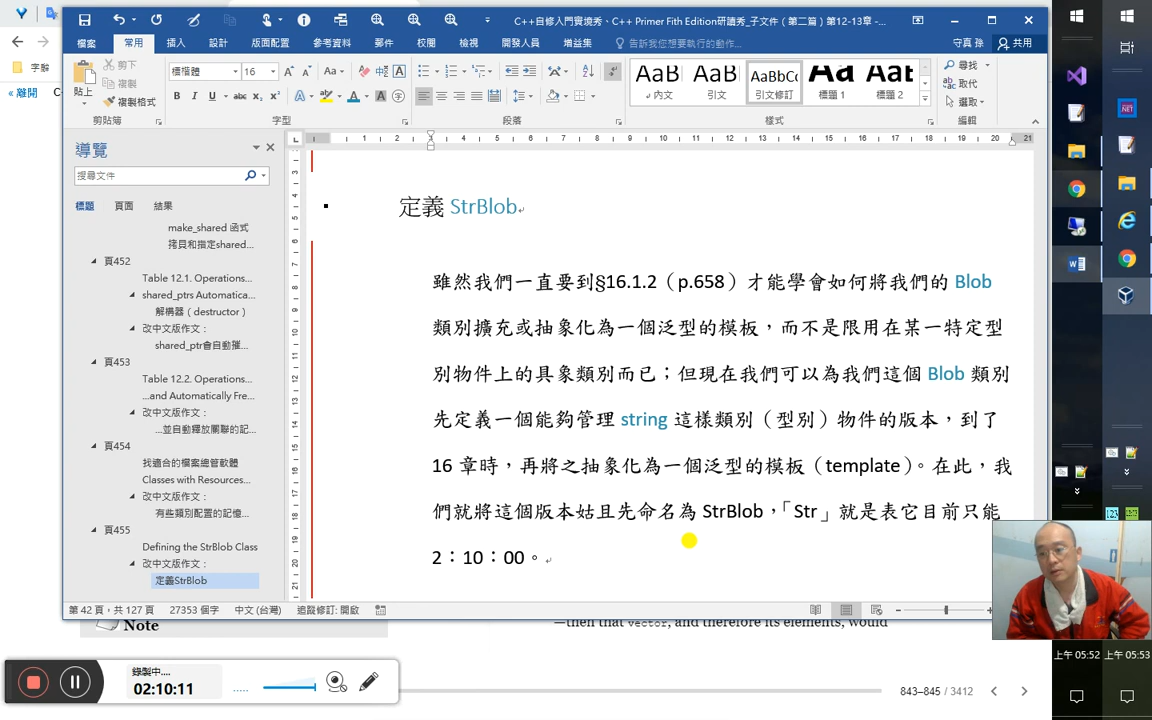 C++自修入門實境秀、C++ Primer Fith Edition研讀秀_子文件（第二篇）第12-13章 -...
檔案 常用 插入 設計 版面配置 參考資料 郵件 校閱 檢視 開發人員 增益集 告訴我您想要執行的動作... 守真 孫 共用
字齡
« 離開
貼上
剪下
複製
複製格式
標楷體 16
AaB AaB AaBbCc Aa Aat
內文 引文 引文修訂 標題 1 標題 2
尋找
取代
選取
剪貼簿 字型 段落 樣式 編輯
導覽
搜尋文件
標題 頁面 結果
make_shared 函式
拷貝和指定shared...
頁452
Table 12.1. Operations...
shared_ptrs Automatica...
解構器（destructor）
改中文版作文：
shared_ptr會自動摧...
頁453
Table 12.2. Operations...
...and Automatically Fre...
改中文版作文：
...並自動釋放關聯的記...
頁454
找適合的檔案總管軟體
Classes with Resources...
改中文版作文：
有些類別配置的記憶...
頁455
Defining the StrBlob Class
改中文版作文：
定義StrBlob
定義 StrBlob
雖然我們一直要到§16.1.2（p.658）才能學會如何將我們的 Blob
類別擴充或抽象化為一個泛型的模板，而不是限用在某一特定型
別物件上的具象類別而已；但現在我們可以為我們這個 Blob 類別
先定義一個能夠管理 string 這樣類別（型別）物件的版本，到了
16 章時，再將之抽象化為一個泛型的模板（template）。在此，我
們就將這個版本姑且先命名為 StrBlob，「Str」就是表它目前只能
2：10：00。
第 42 頁，共 127 頁 27353 個字 中文 (台灣) 追蹤修訂: 開啟
Note
—then that vector, and therefore its elements, would
錄製中....
02:10:11
843–845 / 3412
上午 05:52 上午 05:53